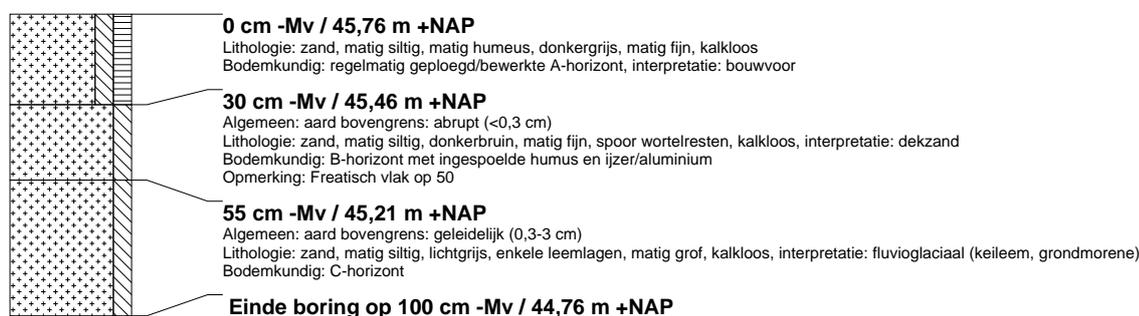 0 cm -Mv / 45,76 m +NAP
Lithologie: zand, matig siltig, matig humeus, donkergrijs, matig fijn, kalkloos
Bodemkundig: regelmatig geploegd/bewerkte A-horizont, interpretatie: bouwvoor
30 cm -Mv / 45,46 m +NAP
Algemeen: aard bovengrens: abrupt (<0,3 cm)
Lithologie: zand, matig siltig, donkerbruin, matig fijn, spoor wortelresten, kalkloos, interpretatie: dekzand
Bodemkundig: B-horizont met ingespoelde humus en ijzer/aluminium
Opmerking: Freatisch vlak op 50
55 cm -Mv / 45,21 m +NAP
Algemeen: aard bovengrens: geleidelijk (0,3-3 cm)
Lithologie: zand, matig siltig, lichtgrijs, enkele leemlagen, matig grof, kalkloos, interpretatie: fluvioglaciaal (keileem, grondmorene)
Bodemkundig: C-horizont
Einde boring op 100 cm -Mv / 44,76 m +NAP